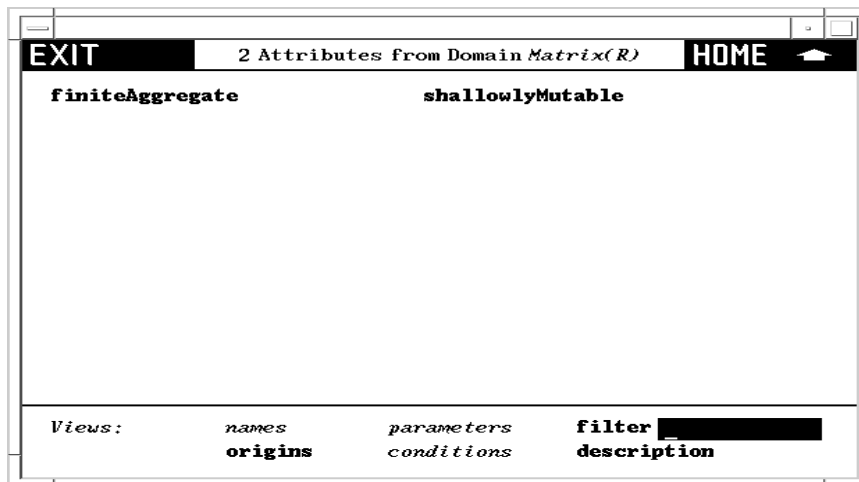 EXIT 2 Attributes from Domain Matrix(R) HOME
finiteAggregate shallowlyMutable
Views: names parameters filter
origins conditions description